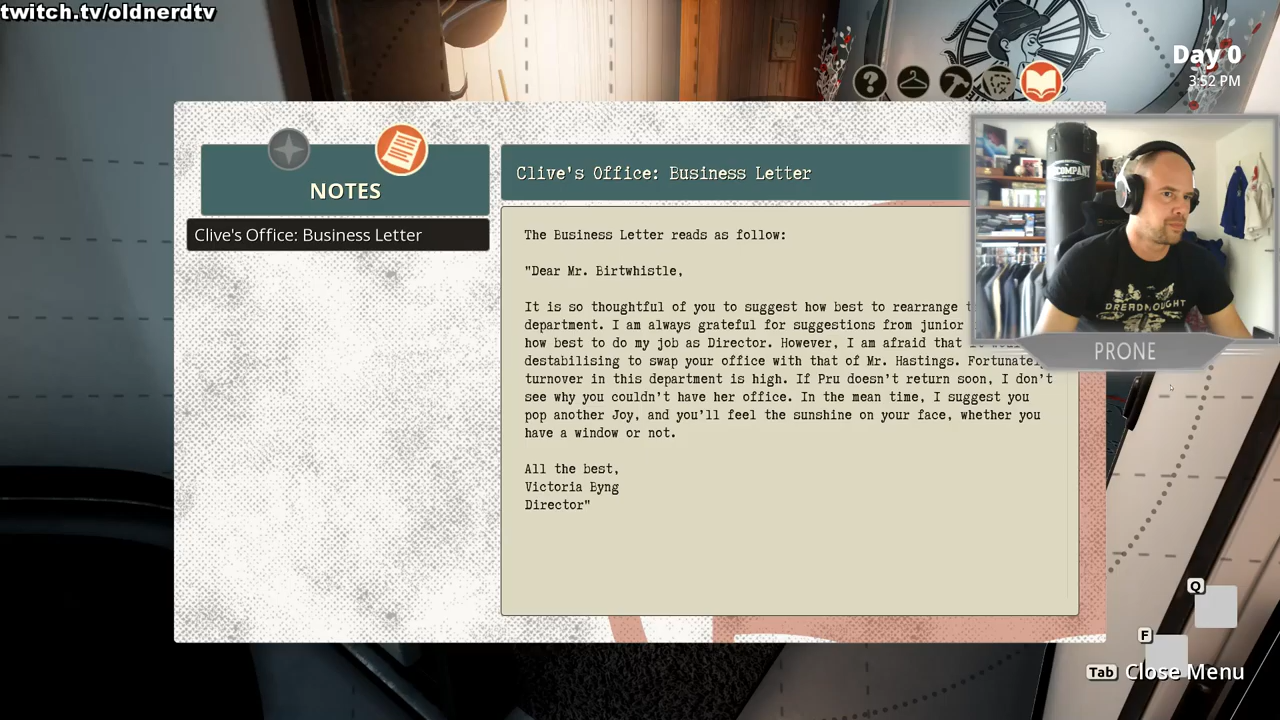 twitch.tv/oldnerdtv
Day 0
3:52 PM
NOTES
Clive's Office: Business Letter
Clive's Office: Business Letter
The Business Letter reads as follow:
"Dear Mr. Birtwhistle,
It is so thoughtful of you to suggest how best to rearrange
department. I am always grateful for suggestions from junior
how best to do my job as Director. However, I am afraid that
destabilising to swap your office with that of Mr. Hastings.
turnover in this department is high. If Pru doesn't return soon, I don't
see why you couldn't have her office. In the mean time, I suggest you
pop another Joy, and you'll feel the sunshine on your face, whether you
have a window or not.
All the best,
Victoria Byng
Director"
COMPANY
DREADNOUGHT
PRONE
Q
F
Tab Close Menu